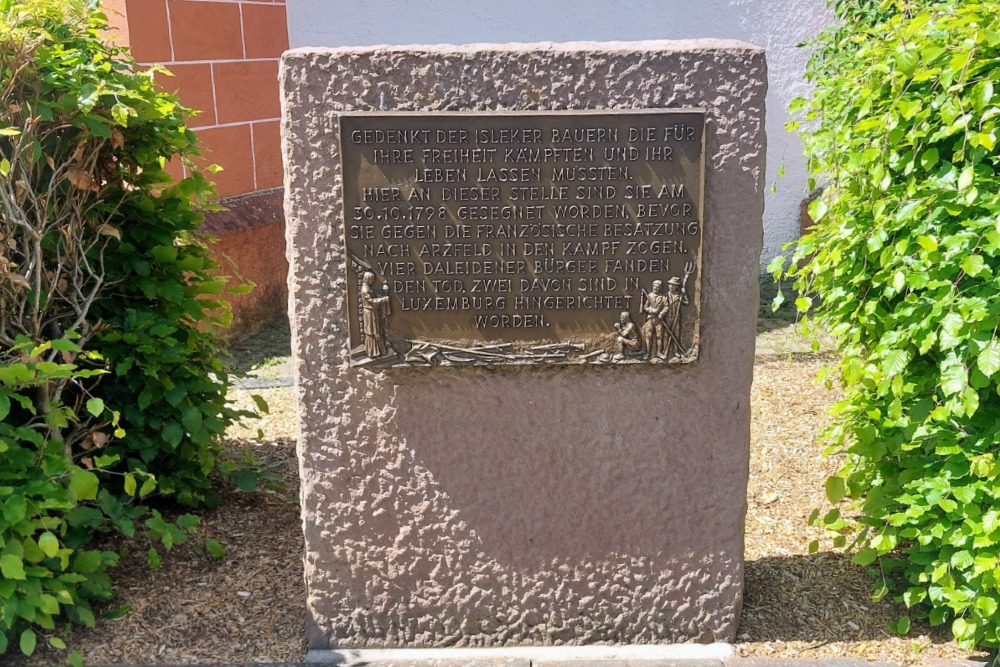 GEDENKT DER ISLEKER BAUERN DIE FÜR
IHRE FREIHEIT KÄMPFTEN UND IHR
LEBEN LASSEN MUSSTEN.
HIER AN DIESER STELLE SIND SIE AM
30.10.1798 GESEGNET WORDEN, BEVOR
SIE GEGEN DIE FRANZÖSISCHE BESATZUNG
NACH ARZFELD IN DEN KAMPF ZOGEN.
VIER DALEIDENER BÜRGER FANDEN
DEN TOD. ZWEI DAVON SIND IN
LUXEMBURG HINGERICHTET
WORDEN.